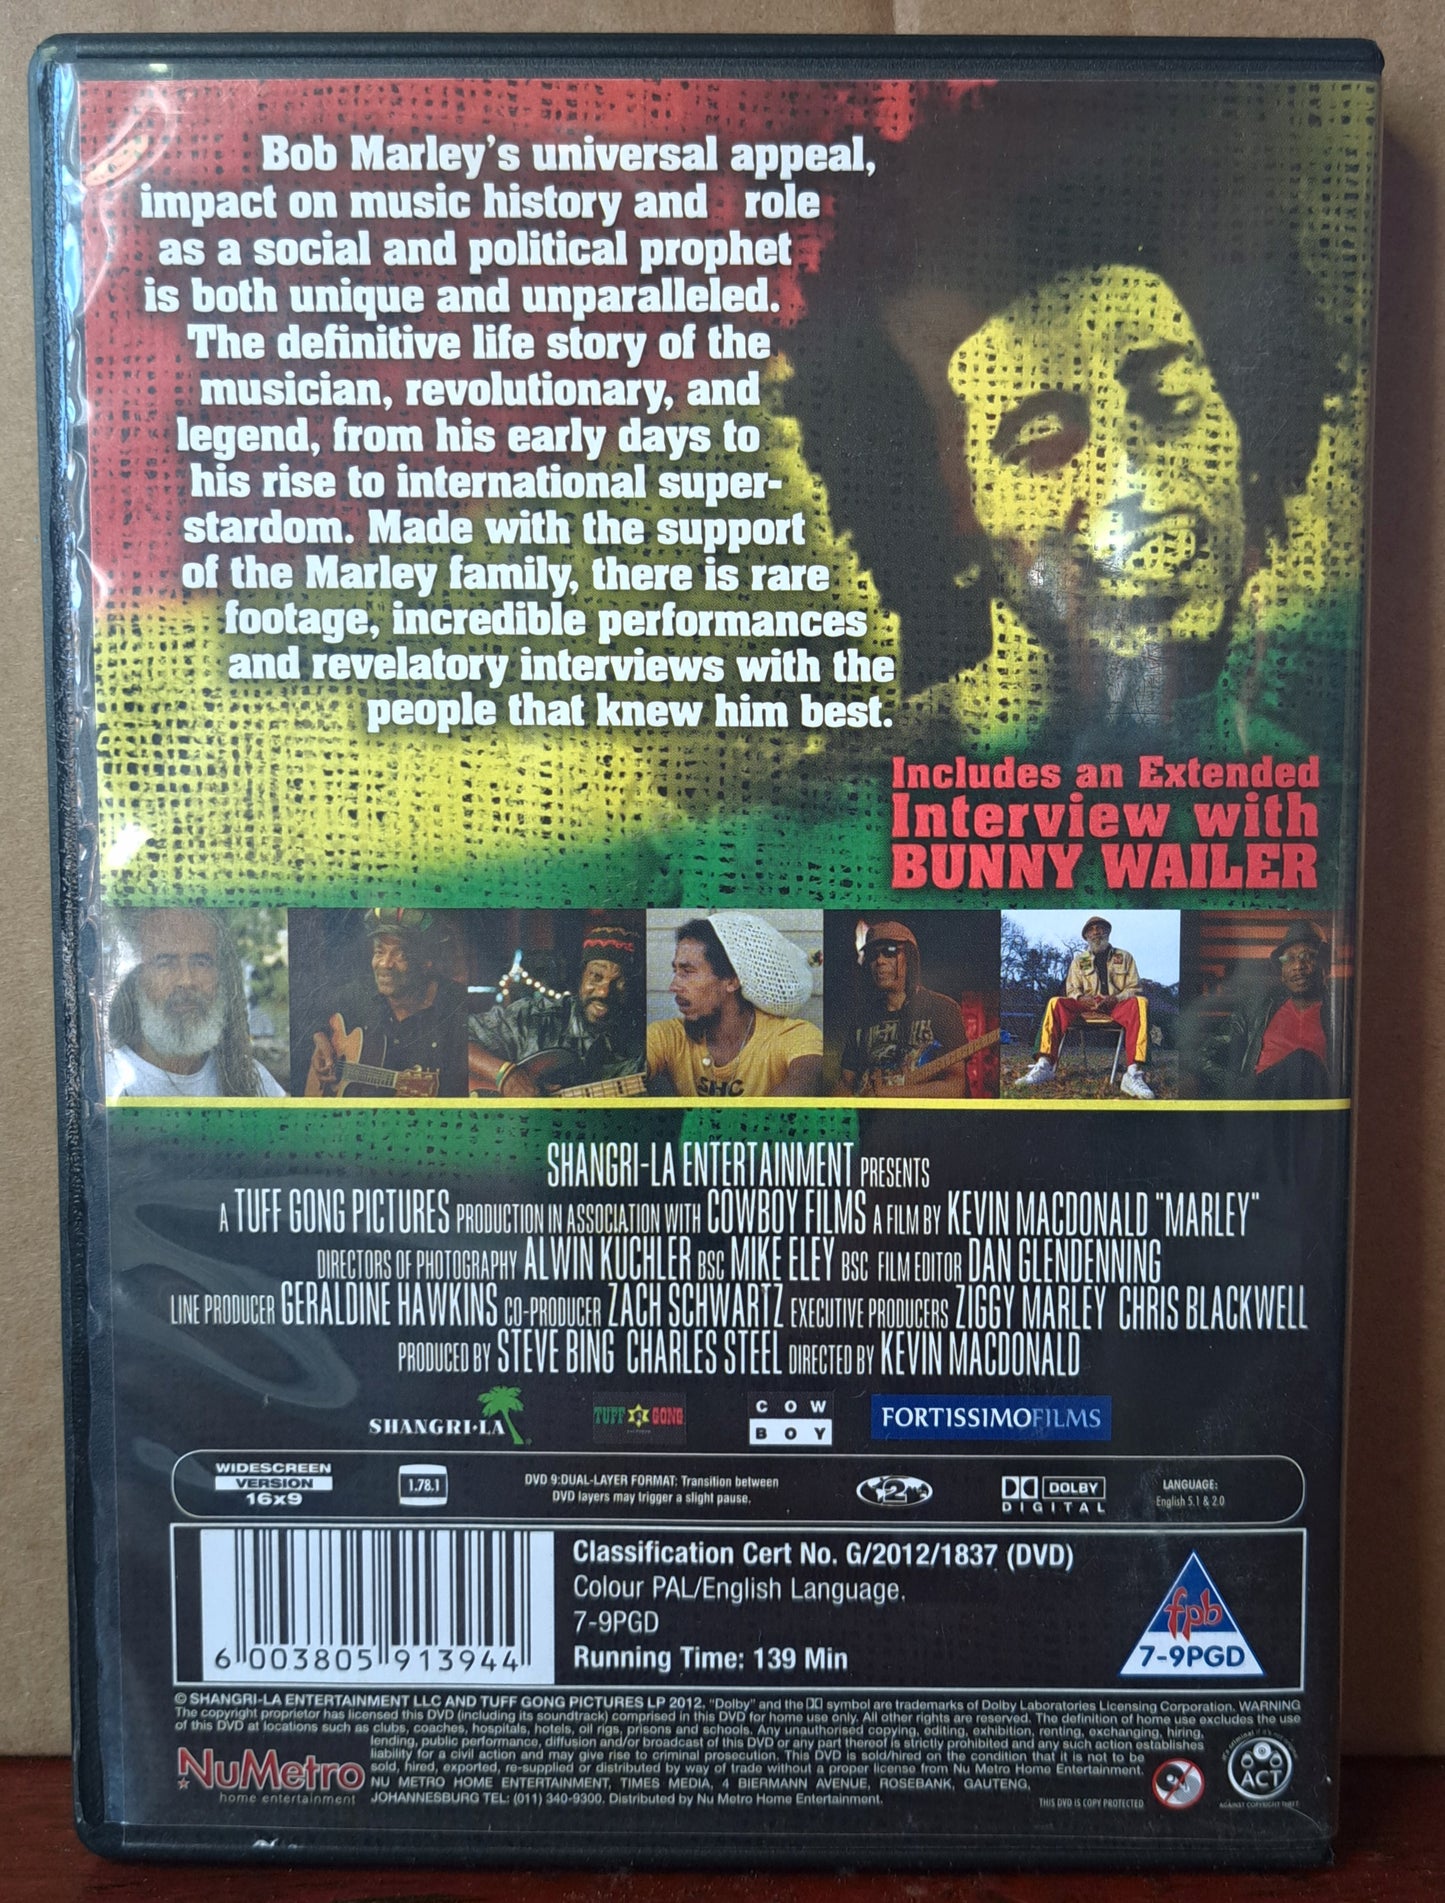 Bob Marley's universal appeal,
impact on music history and role
as a social and political prophet
is both unique and unparalleled.
The definitive life story of the
musician, revolutionary, and
legend, from his early days to
his rise to international super-
stardom. Made with the support
of the Marley family, there is rare
footage, incredible performances
and revelatory interviews with the
people that knew him best.
Includes an Extended
Interview with
BUNNY WAILER
SHC
SHANGRI-LA ENTERTAINMENT PRESENTS
A TUFF GONG PICTURES PRODUCTION IN ASSOCIATION WITH COWBOY FILMS A FILM BY KEVIN MACDONALD "MARLEY"
DIRECTORS OF PHOTOGRAPHY ALWIN KUCHLER BSC MIKE ELEY BSC FILM EDITOR DAN GLENDENNING
LINE PRODUCER GERALDINE HAWKINS CO-PRODUCER ZACH SCHWARTZ EXECUTIVE PRODUCERS ZIGGY MARLEY CHRIS BLACKWELL
PRODUCED BY STEVE BING CHARLES STEEL DIRECTED BY KEVIN MACDONALD
SHANGRI·LA
TUFF GONG
COW
BOY
FORTISSIMOFILMS
WIDESCREEN
VERSION
16x9
1.78.1
DVD 9:DUAL-LAYER FORMAT: Transition between
DVD layers may trigger a slight pause.
2
DOLBY
DIGITAL
LANGUAGE:
English 5.1 & 2.0
6 003805 913944
Classification Cert No. G/2012/1837 (DVD)
Colour PAL/English Language.
7-9PGD
Running Time: 139 Min
fpb
7-9PGD
© SHANGRI-LA ENTERTAINMENT LLC AND TUFF GONG PICTURES LP 2012. "Dolby" and the symbol are trademarks of Dolby Laboratories Licensing Corporation. WARNING
The copyright proprietor has licensed this DVD (including its soundtrack) comprised in this DVD for home use only. All other rights are reserved. The definition of home use excludes the use
of this DVD at locations such as clubs, coaches, hospitals, hotels, oil rigs, prisons and schools. Any unauthorised copying, editing, exhibition, renting, exchanging, hiring,
lending, public performance, diffusion and/or broadcast of this DVD or any part thereof is strictly prohibited and any such action establishes
liability for a civil action and may give rise to criminal prosecution. This DVD is sold/hired on the condition that it is not to be
sold, hired, exported, re-supplied or distributed by way of trade without a proper license from Nu Metro Home Entertainment.
NU METRO HOME ENTERTAINMENT, TIMES MEDIA, 4 BIERMANN AVENUE, ROSEBANK, GAUTENG,
JOHANNESBURG TEL: (011) 340-9300. Distributed by Nu Metro Home Entertainment.
NuMetro
home entertainment
THIS DVD IS COPY PROTECTED
ACT
AGAINST COPYRIGHT THEFT